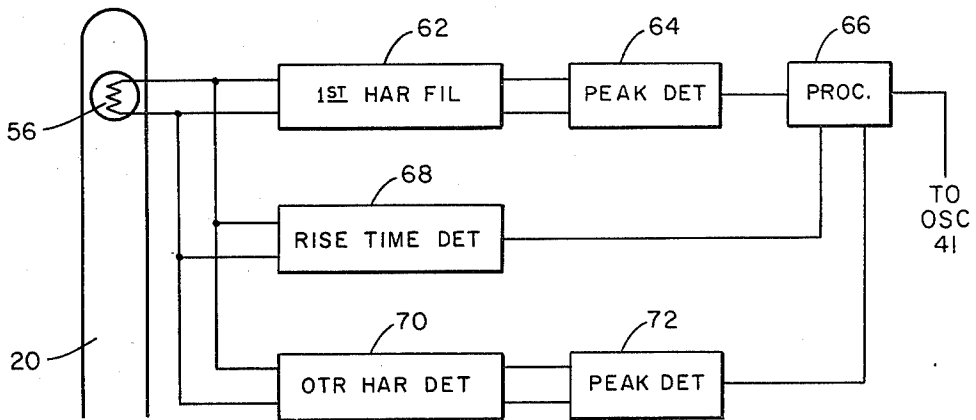 62
64
66
1ST HAR FIL
PEAK DET
PROC.
56
68
TO
OSC
41
RISE TIME DET
70
72
20
OTR HAR DET
PEAK DET